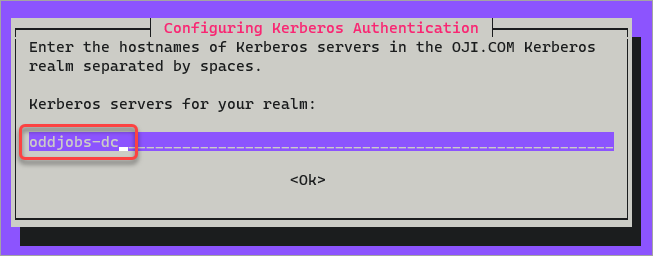 Configuring Kerberos Authentication
Enter the hostnames of Kerberos servers in the OJI.COM Kerberos
realm separated by spaces.
Kerberos servers for your realm:
oddjobs-dc
<Ok>